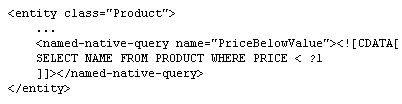 <entity class="Product">
...
<named-native-query name="PriceBelowValue"><![CDATA[
SELECT NAME FROM PRODUCT WHERE PRICE < ?1
]]></named-native-query>
</entity>